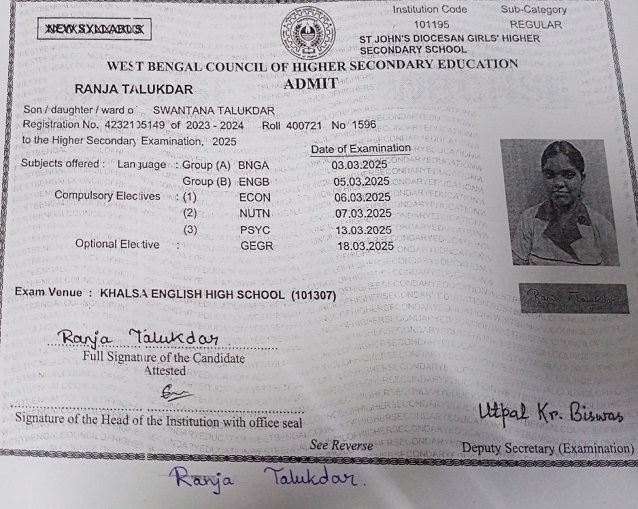 NEW SYLLABUS
Institution Code Sub-Category
101195 REGULAR
ST JOHN'S DIOCESAN GIRLS' HIGHER
SECONDARY SCHOOL
WEST BENGAL COUNCIL OF HIGHER SECONDARY EDUCATION
ADMIT
RANJA TALUKDAR
Son / daughter / ward of SWANTANA TALUKDAR
Registration No. 4232105149 of 2023 - 2024 Roll 400721 No 1596
to the Higher Secondary Examination, 2025
Date of Examination
Subjects offered : Language : Group (A) BNGA 03.03.2025
Group (B) ENGB 05.03.2025
Compulsory Electives : (1) ECON 06.03.2025
(2) NUTN 07.03.2025
(3) PSYC 13.03.2025
Optional Elective : GEGR 18.03.2025
Exam Venue : KHALSA ENGLISH HIGH SCHOOL (101307)
Ranja Talukdar
Ranja Talukdar
Full Signature of the Candidate
Attested
Signature of the Head of the Institution with office seal
Utpal Kr. Biswas
See Reverse
Deputy Secretary (Examination)
Ranja Talukdar.